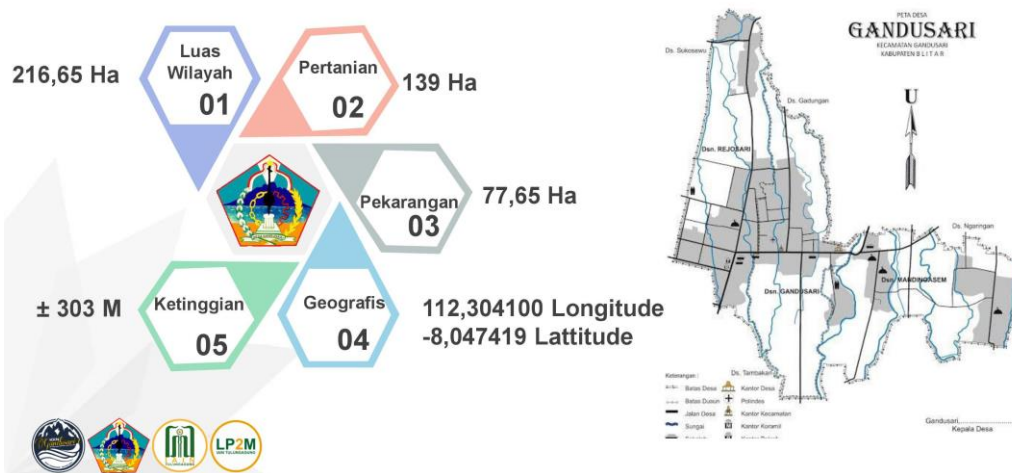 216,65 Ha
Luas
Wilayah
01
Pertanian
02
139 Ha
Pekarangan
03
77,65 Ha
± 303 M
Ketinggian
05
Geografis
04
112,304100 Longitude
-8,047419 Lattitude
LP2M
PETA DESA
GANDUSARI
KECAMATAN GANDUSARI
KABUPATEN BLITAR
U
Ds. Sukosewu
Ds. Gadungan
Dsn. REJOSARI
Ds. Ngaringan
Dsn. GANDUSARI
Ds. Tambakan
Keterangan :
Batas Desa
Kantor Desa
Batas Dusun
Polindes
Jalan Desa
Kantor Kecamatan
Sungai
Kantor Koramil
Gandusari,
Kepala Desa